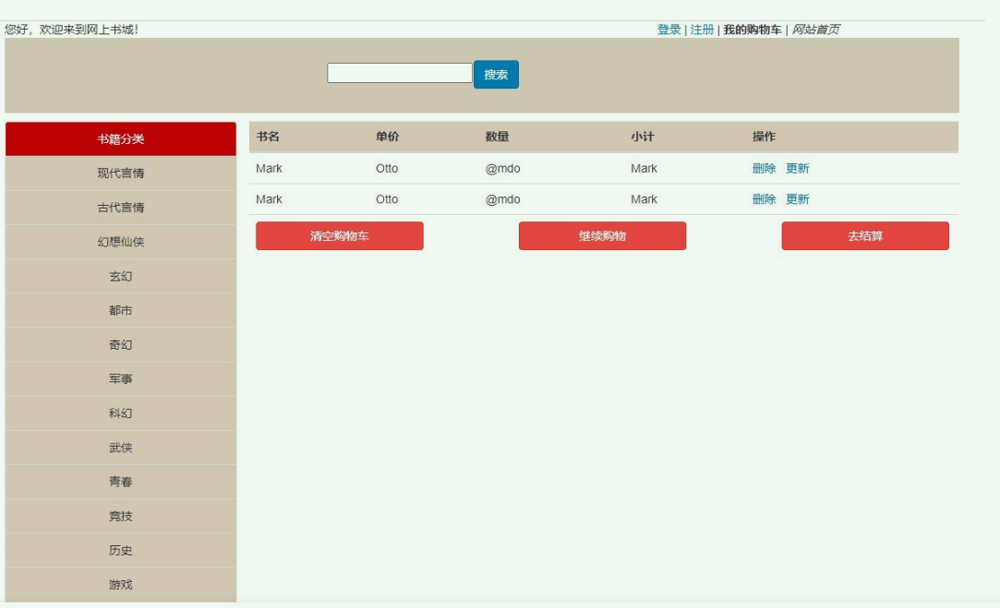 您好，欢迎来到网上书城!
登录 | 注册 | 我的购物车 | 网站首页
搜索
书籍分类
现代言情
古代言情
幻想仙侠
玄幻
都市
奇幻
军事
科幻
武侠
青春
竞技
历史
游戏
书名 单价 数量 小计 操作
Mark Otto @mdo Mark 删除 更新
Mark Otto @mdo Mark 删除 更新
清空购物车 继续购物 去结算